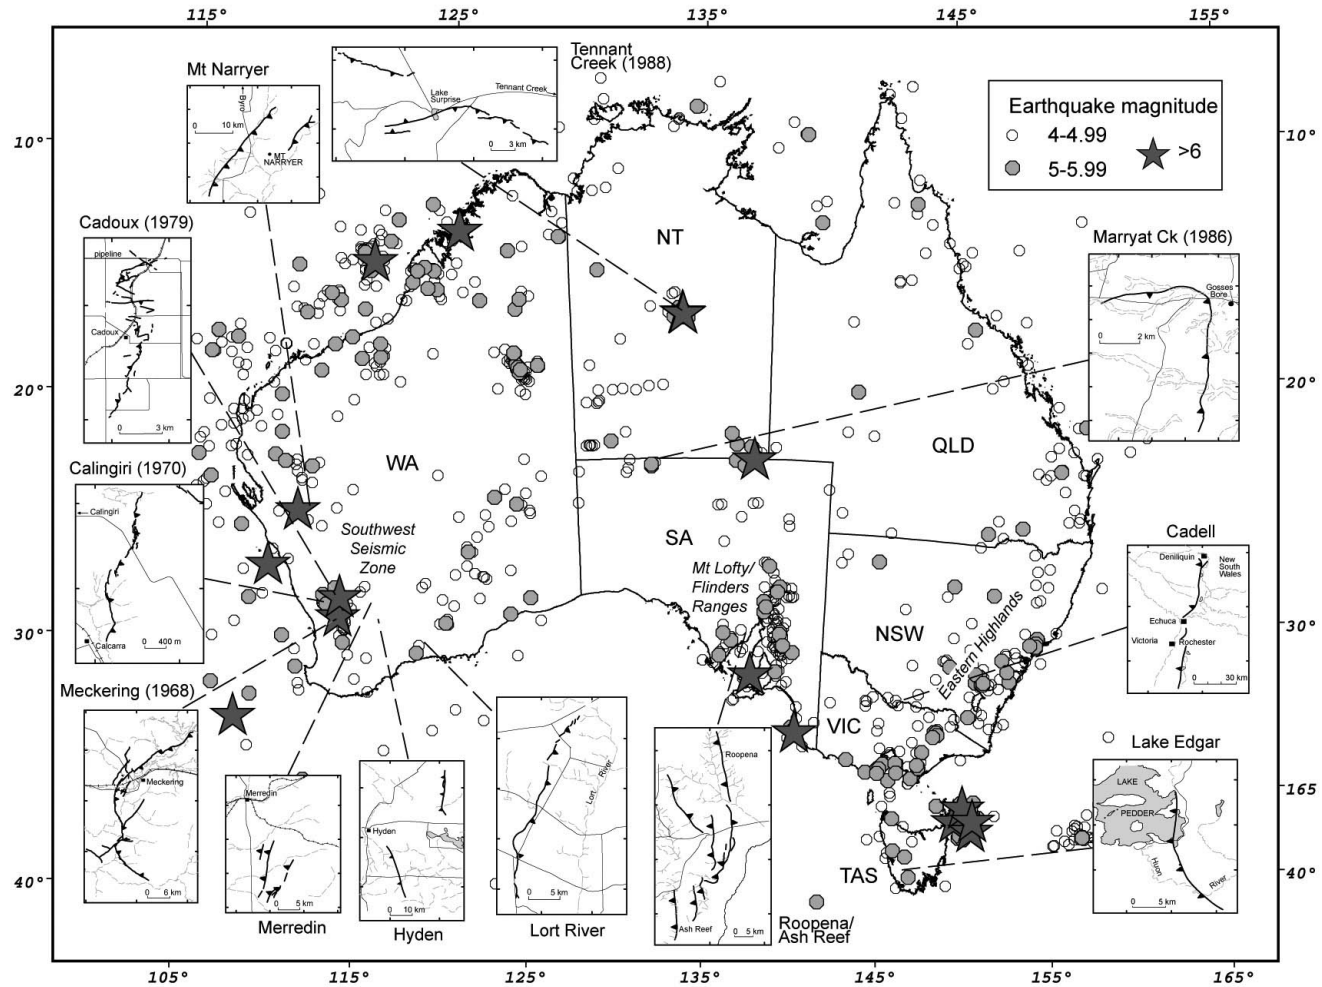 115°
125°
135°
145°
155°
Mt Narryer
Byro
0 10 km
MT
NARRYER
Tennant
Creek (1988)
Lake
Surprise
Tennant Creek
0 3 km
Earthquake magnitude
4-4.99
5-5.99
>6
10°
10°
Cadoux (1979)
pipeline
Cadoux
0 3 km
NT
Marryat Ck (1986)
Gosses
Bore
0 2 km
20°
20°
WA
QLD
Calingiri (1970)
Calingiri
0 400 m
Calcarra
Southwest
Seismic
Zone
SA
Mt Lofty/
Flinders
Ranges
NSW
Eastern Highlands
Cadell
Deniliquin
New
South
Wales
Echuca
Victoria
Rochester
0 30 km
30°
30°
Meckering (1968)
Meckering
0 6 km
Merredin
0 5 km
Merredin
Hyden
0 10 km
Hyden
Lort
River
0 5 km
Lort River
Roopena
Ash Reef
0 5 km
Roopena/
Ash Reef
VIC
TAS
Lake Edgar
LAKE
PEDDER
Huon
River
0 5 km
165
40°
40°
105°
115°
125°
135°
145°
155°
165°